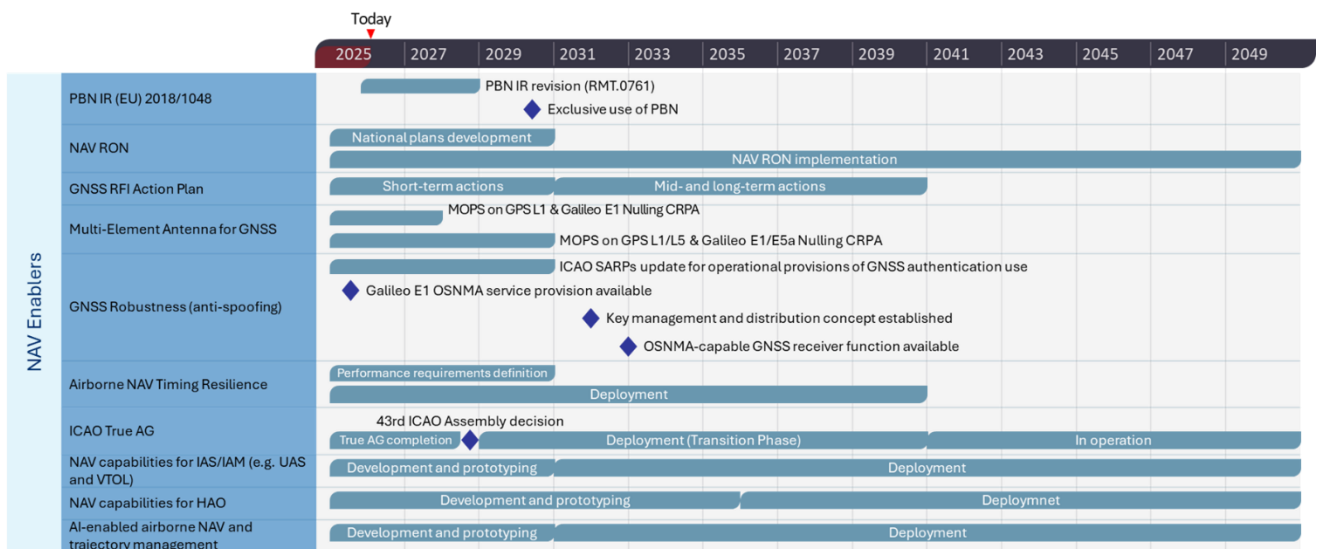 Today
2025 2027 2029 2031 2033 2035 2037 2039 2041 2043 2045 2047 2049
NAV Enablers
PBN IR (EU) 2018/1048
PBN IR revision (RMT.0761)
Exclusive use of PBN
NAV RON
National plans development
NAV RON implementation
GNSS RFI Action Plan
Short-term actions
Mid- and long-term actions
Multi-Element Antenna for GNSS
MOPS on GPS L1 & Galileo E1 Nulling CRPA
MOPS on GPS L1/L5 & Galileo E1/E5a Nulling CRPA
GNSS Robustness (anti-spoofing)
ICAO SARPs update for operational provisions of GNSS authentication use
Galileo E1 OSNMA service provision available
Key management and distribution concept established
OSNMA-capable GNSS receiver function available
Airborne NAV Timing Resilience
Performance requirements definition
Deployment
ICAO True AG
43rd ICAO Assembly decision
True AG completion
Deployment (Transition Phase)
In operation
NAV capabilities for IAS/IAM (e.g. UAS
and VTOL)
Development and prototyping
Deployment
NAV capabilities for HAO
Development and prototyping
Deploymnet
AI-enabled airborne NAV and
trajectory management
Development and prototyping
Deployment